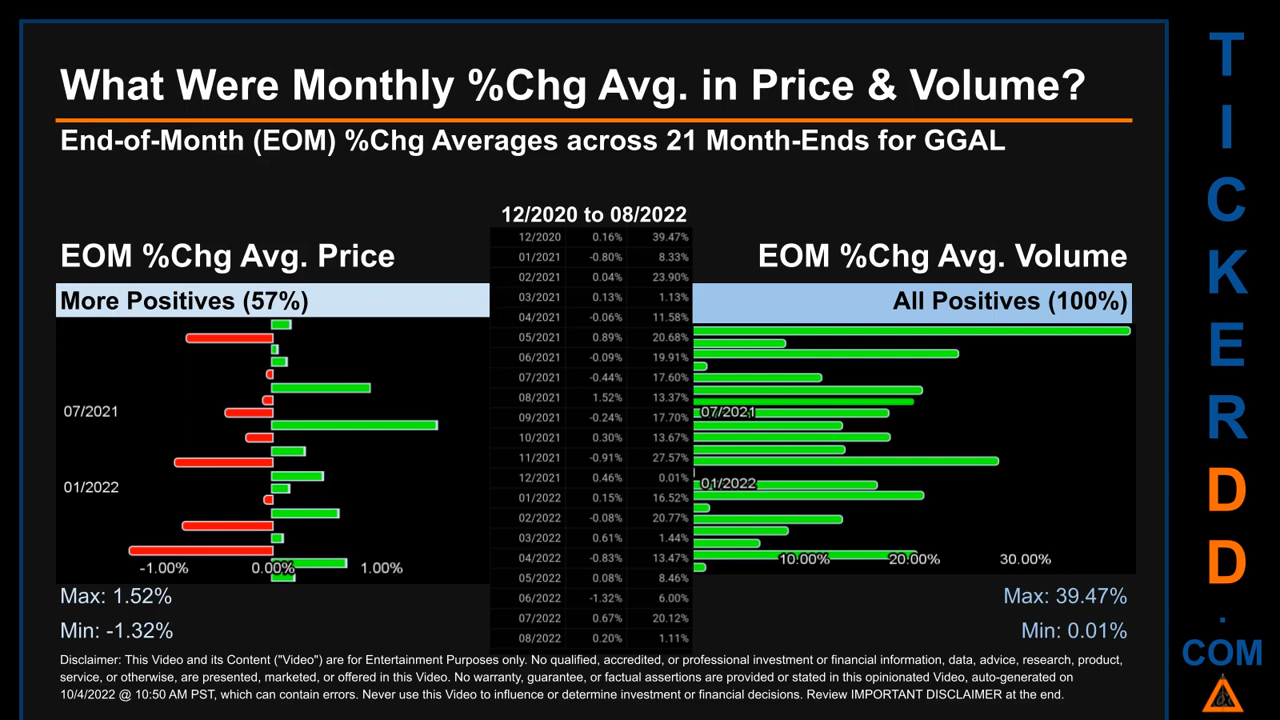 What Were Monthly %Chg Avg. in Price & Volume?
End-of-Month (EOM) %Chg Averages across 21 Month-Ends for GGAL
12/2020 to 08/2022
EOM %Chg Avg. Price
EOM %Chg Avg. Volume
More Positives (57%)
All Positives (100%)
12/2020 0.16% 39.47%
01/2021 -0.80% 8.33%
02/2021 0.04% 23.90%
03/2021 0.13% 1.13%
04/2021 -0.06% 11.58%
05/2021 0.89% 20.68%
06/2021 -0.09% 19.91%
07/2021 -0.44% 17.60%
08/2021 1.52% 13.37%
09/2021 -0.24% 17.70%
10/2021 0.30% 13.67%
11/2021 -0.91% 27.57%
12/2021 0.46% 0.01%
01/2022 0.15% 16.52%
02/2022 -0.08% 20.77%
03/2022 0.61% 1.44%
04/2022 -0.83% 13.47%
05/2022 0.08% 8.46%
06/2022 -1.32% 6.00%
07/2022 0.67% 20.12%
08/2022 0.20% 1.11%
07/2021
01/2022
-1.00% 0.00% 1.00%
07/2021
01/2022
10.00% 20.00% 30.00%
Max: 1.52%
Min: -1.32%
Max: 39.47%
Min: 0.01%
Disclaimer: This Video and its Content ("Video") are for Entertainment Purposes only. No qualified, accredited, or professional investment or financial information, data, advice, research, product,
service, or otherwise, are presented, marketed, or offered in this Video. No warranty, guarantee, or factual assertions are provided or stated in this opinionated Video, auto-generated on
10/4/2022 @ 10:50 AM PST, which can contain errors. Never use this Video to influence or determine investment or financial decisions. Review IMPORTANT DISCLAIMER at the end.
T
I
C
K
E
R
D
D
.
COM